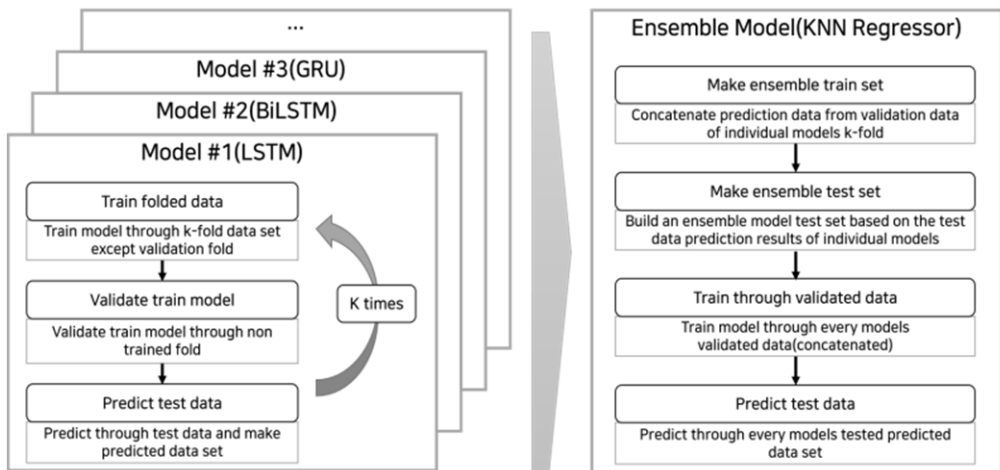 ...
Model #3(GRU)
Model #2(BiLSTM)
Model #1(LSTM)
Train folded data
Train model through k-fold data set
except validation fold
Validate train model
Validate train model through non
trained fold
Predict test data
Predict through test data and make
predicted data set
K times
Ensemble Model(KNN Regressor)
Make ensemble train set
Concatenate prediction data from validation data
of individual models k-fold
Make ensemble test set
Build an ensemble model test set based on the test
data prediction results of individual models
Train through validated data
Train model through every models
validated data(concatenated)
Predict test data
Predict through every models tested predicted
data set